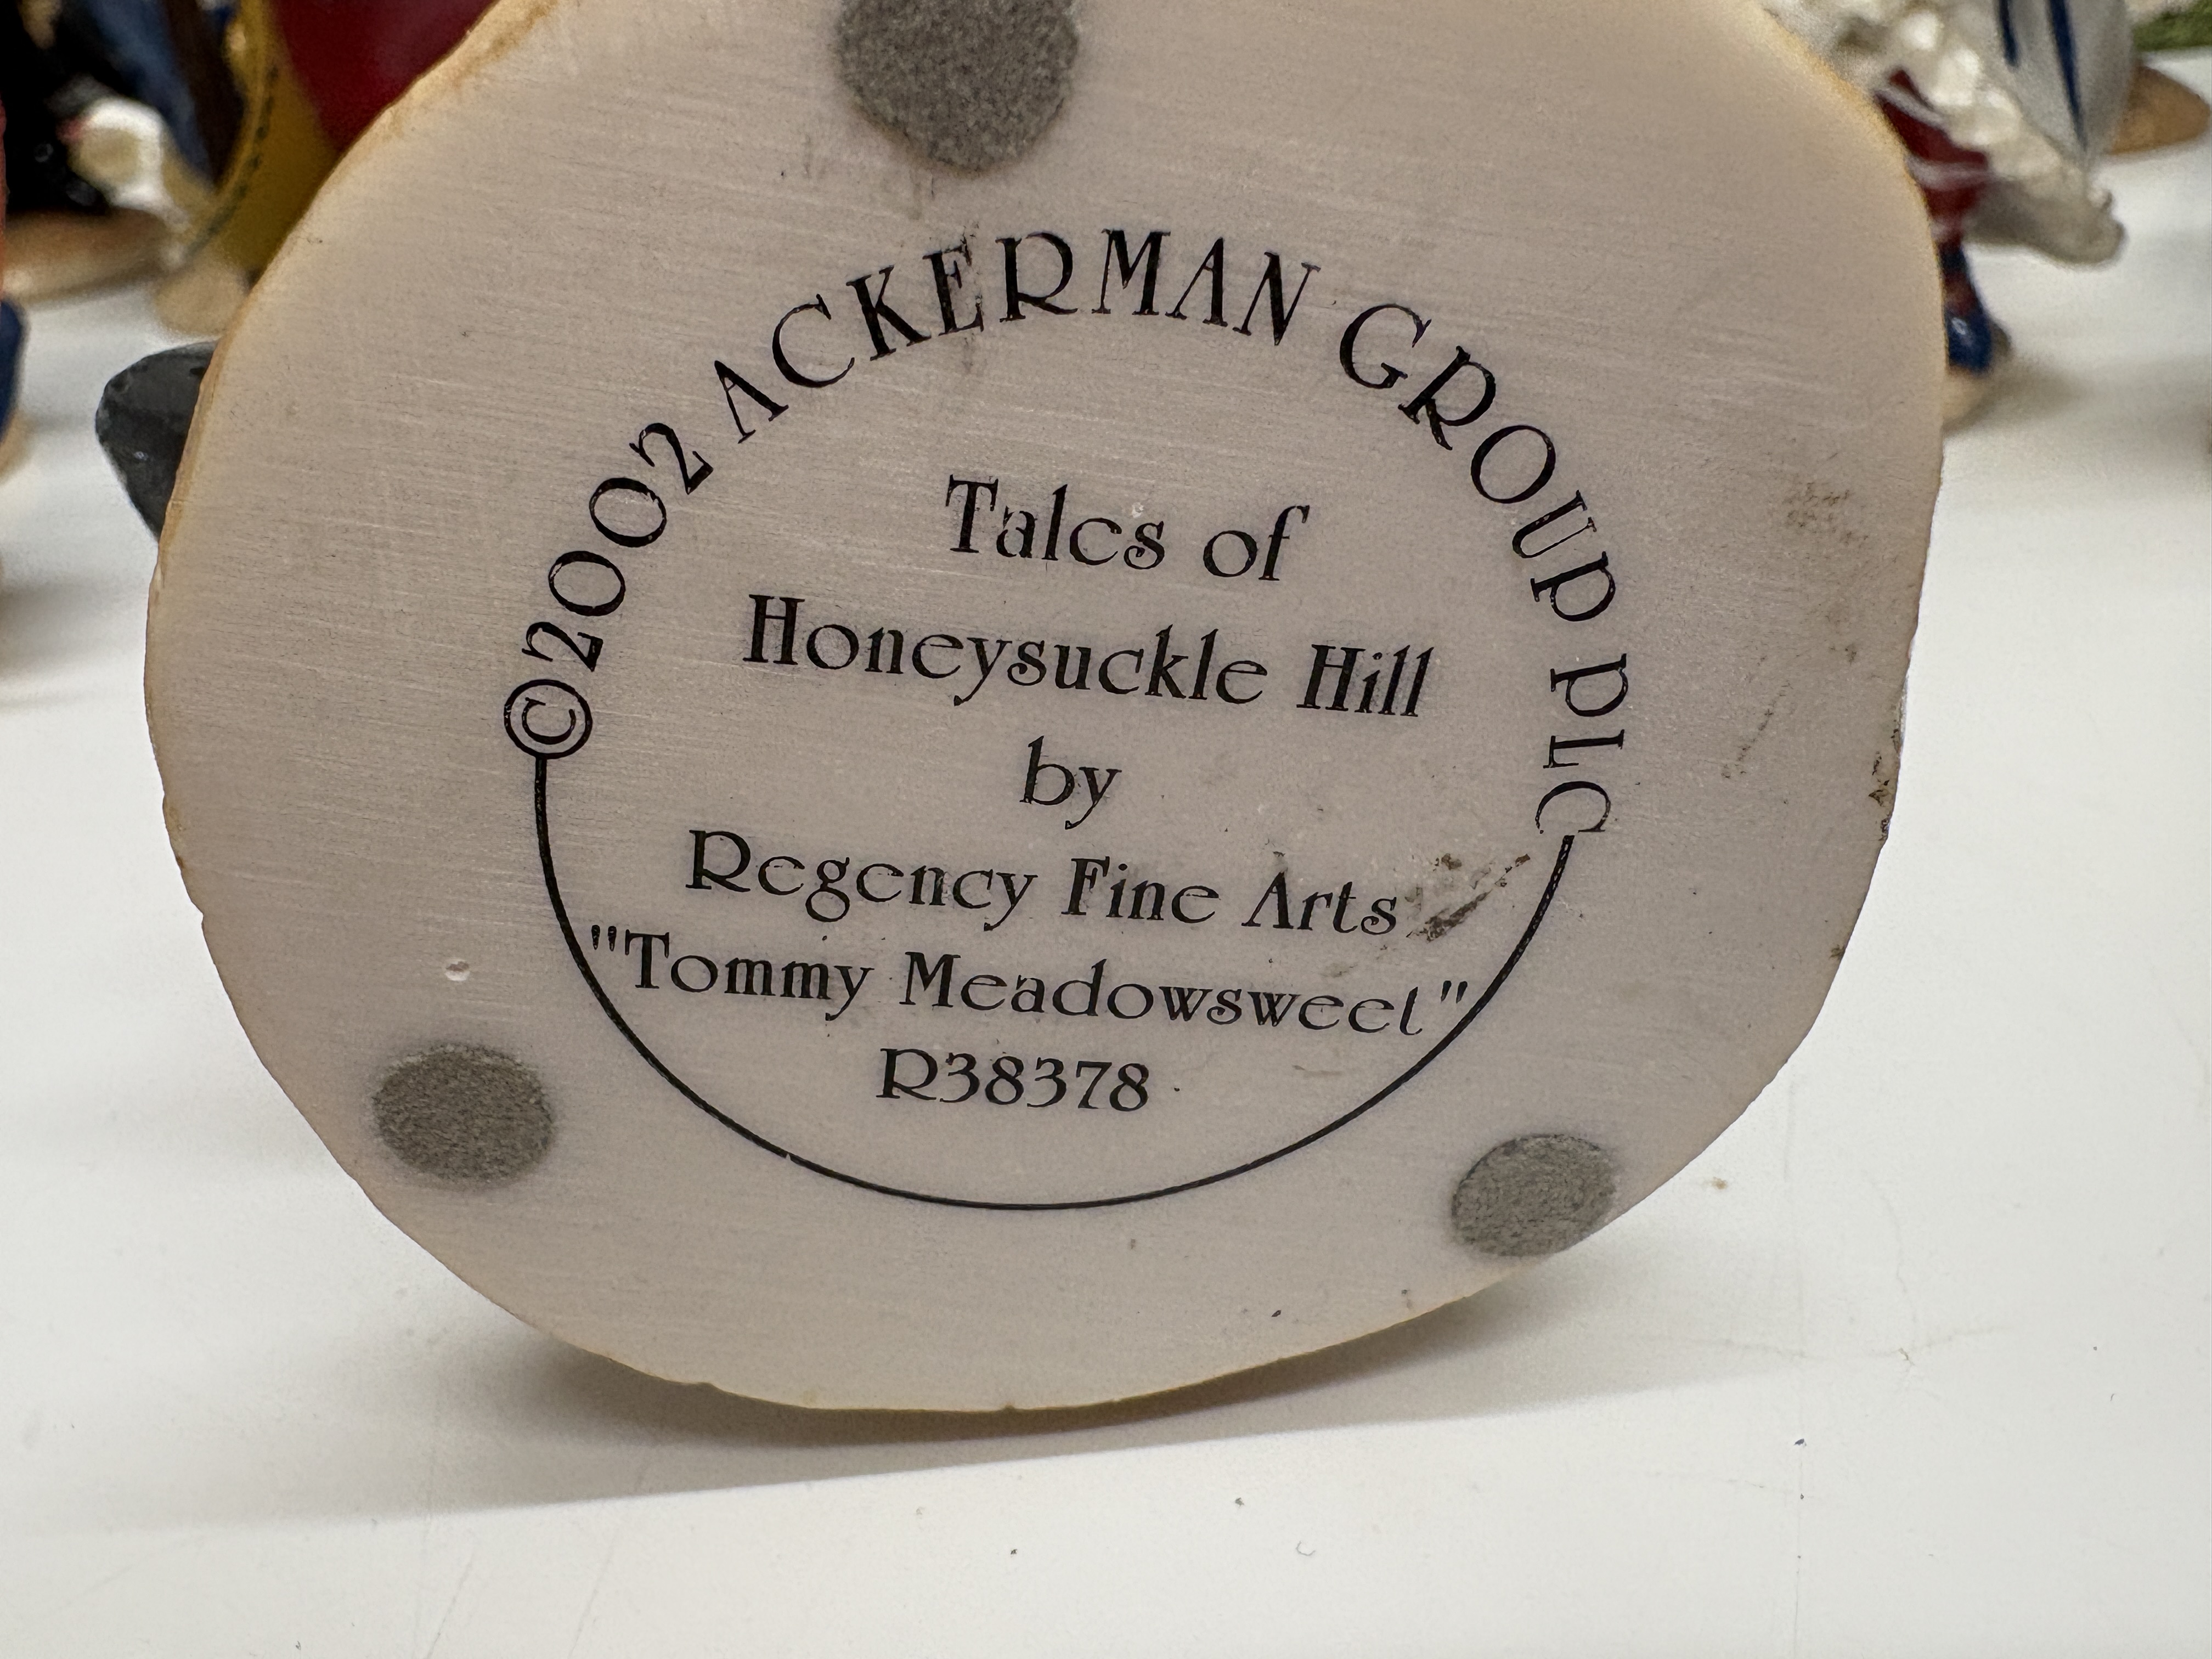 ©2002 ACKERMAN GROUP PLC
Tales of
Honeysuckle Hill
by
Regency Fine Arts
"Tommy Meadowsweet"
R38378